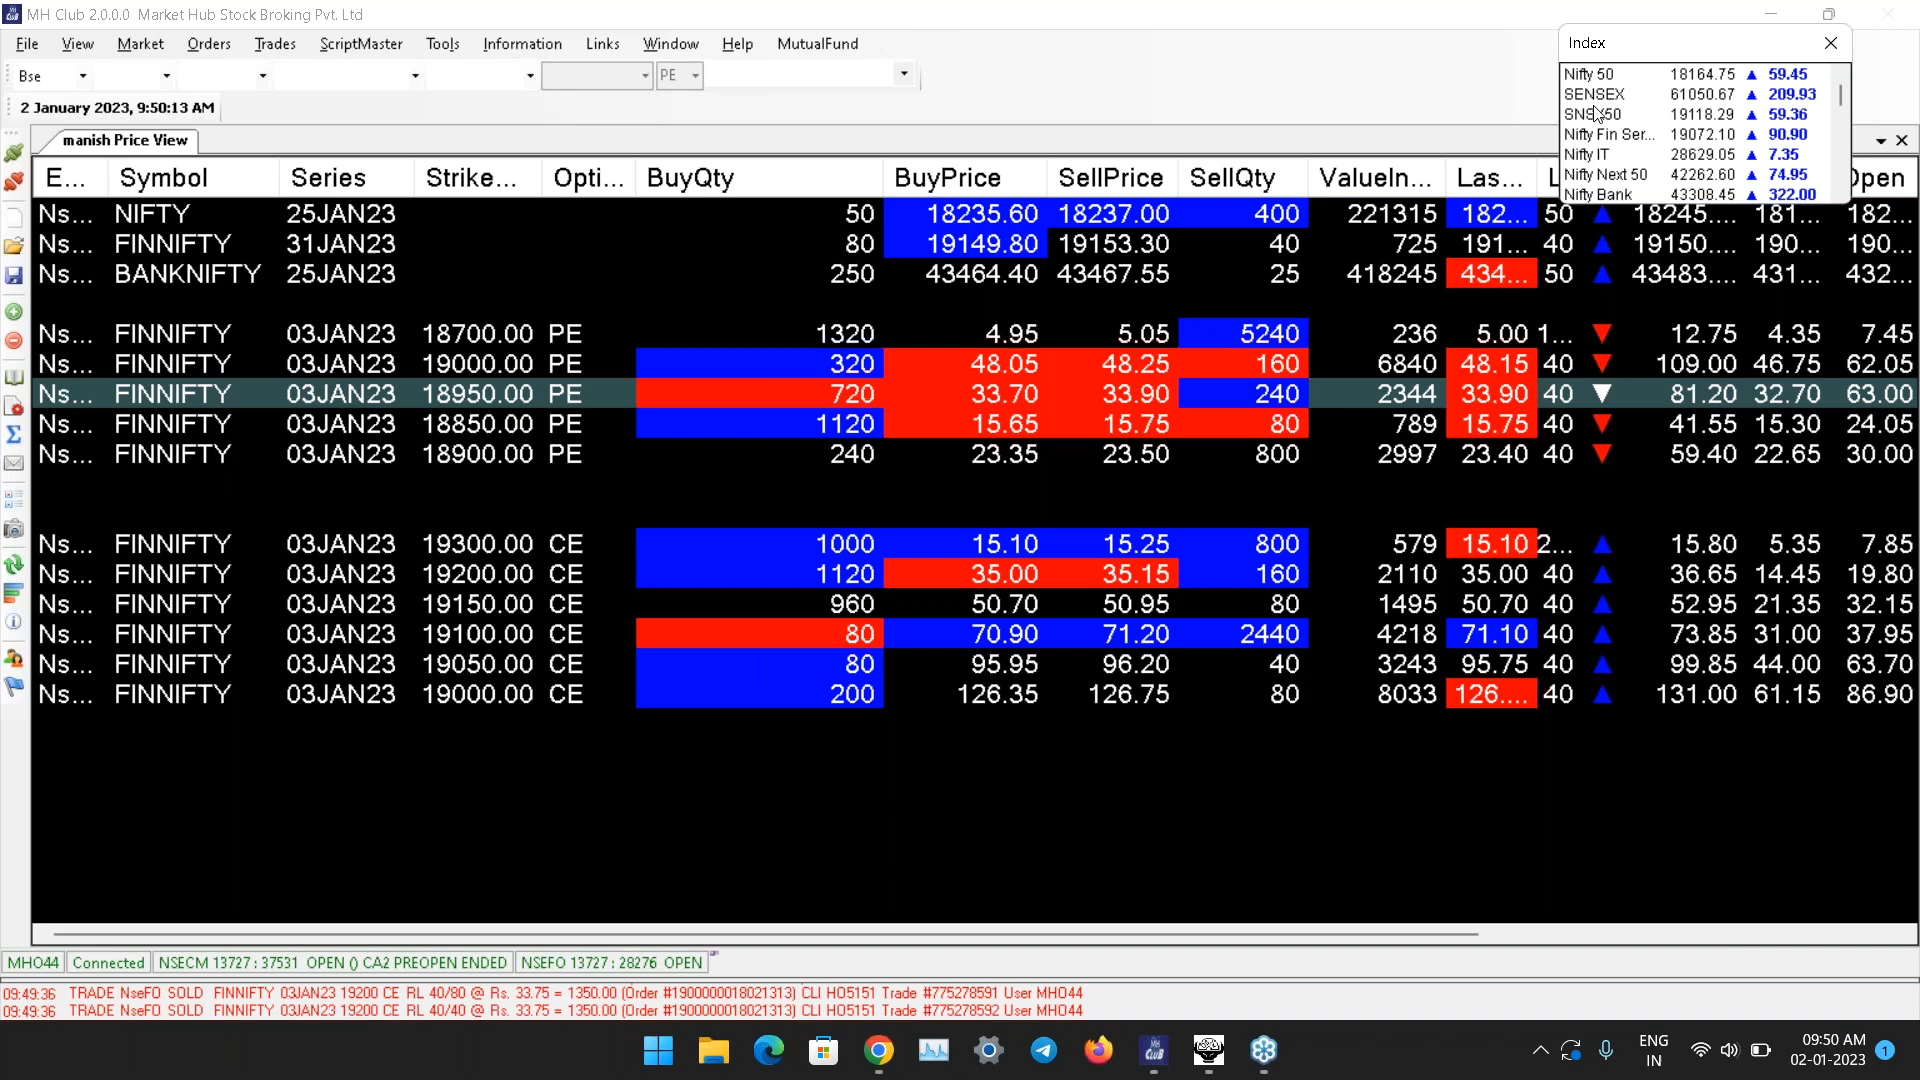 MH Club 2.0.0.0 Market Hub Stock Broking Pvt. Ltd
File View Market Orders Trades ScriptMaster Tools Information Links Window Help MutualFund
Index
Bse PE
Nifty 50 18164.75 ▲ 59.45
SENSEX 61050.67 ▲ 209.93
2 January 2023, 9:50:13 AM
19118.29 ▲ 59.36
Nifty Fin Ser... 19072.10 ▲ 90.90
manish Price View
Nifty IT 28629.05 ▲ 7.35
Nifty Next 50 42262.60 ▲ 74.95
Nifty Bank 43308.45 ▲ 322.00
E... Symbol Series Strike... Opti... BuyQty BuyPrice SellPrice SellQty ValueIn... Las... Open
Ns... NIFTY 25JAN23 50 18235.60 18237.00 400 221315 182... 50 ▲ 18245.... 181... 182...
Ns... FINNIFTY 31JAN23 80 19149.80 19153.30 40 725 191... 40 ▲ 19150.... 190... 190...
Ns... BANKNIFTY 25JAN23 250 43464.40 43467.55 25 418245 434... 50 ▲ 43483.... 431... 432...
Ns... FINNIFTY 03JAN23 18700.00 PE 1320 4.95 5.05 5240 236 5.00 1... ▼ 12.75 4.35 7.45
Ns... FINNIFTY 03JAN23 19000.00 PE 320 48.05 48.25 160 6840 48.15 40 ▼ 109.00 46.75 62.05
Ns... FINNIFTY 03JAN23 18950.00 PE 720 33.70 33.90 240 2344 33.90 40 ▼ 81.20 32.70 63.00
Ns... FINNIFTY 03JAN23 18850.00 PE 1120 15.65 15.75 80 789 15.75 40 ▼ 41.55 15.30 24.05
Ns... FINNIFTY 03JAN23 18900.00 PE 240 23.35 23.50 800 2997 23.40 40 ▼ 59.40 22.65 30.00
Ns... FINNIFTY 03JAN23 19300.00 CE 1000 15.10 15.25 800 579 15.10 2... ▲ 15.80 5.35 7.85
Ns... FINNIFTY 03JAN23 19200.00 CE 1120 35.00 35.15 160 2110 35.00 40 ▲ 36.65 14.45 19.80
Ns... FINNIFTY 03JAN23 19150.00 CE 960 50.70 50.95 80 1495 50.70 40 ▲ 52.95 21.35 32.15
Ns... FINNIFTY 03JAN23 19100.00 CE 80 70.90 71.20 2440 4218 71.10 40 ▲ 73.85 31.00 37.95
Ns... FINNIFTY 03JAN23 19050.00 CE 80 95.95 96.20 40 3243 95.75 40 ▲ 99.85 44.00 63.70
Ns... FINNIFTY 03JAN23 19000.00 CE 200 126.35 126.75 80 8033 126.... 40 ▲ 131.00 61.15 86.90
MHO44 Connected NSECM 13727 : 37531 OPEN () CA2 PREOPEN ENDED NSEFO 13727 : 28276 OPEN
09:49:36 TRADE NseFO SOLD FINNIFTY 03JAN23 19200 CE RL 40/80 @ Rs. 33.75 = 1350.00 (Order #1900000018021313) CLI HO5151 Trade #775278591 User MHO44
09:49:36 TRADE NseFO SOLD FINNIFTY 03JAN23 19200 CE RL 40/40 @ Rs. 33.75 = 1350.00 (Order #1900000018021313) CLI HO5151 Trade #775278592 User MHO44
MH CLUB
ENG IN
09:50 AM
02-01-2023
1